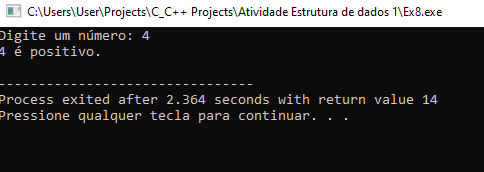 C:\Users\User\Projects\C_C++ Projects\Atividade Estrutura de dados 1\Ex8.exe
Digite um número: 4
4 é positivo.
--------------------------------
Process exited after 2.364 seconds with return value 14
Pressione qualquer tecla para continuar. . .